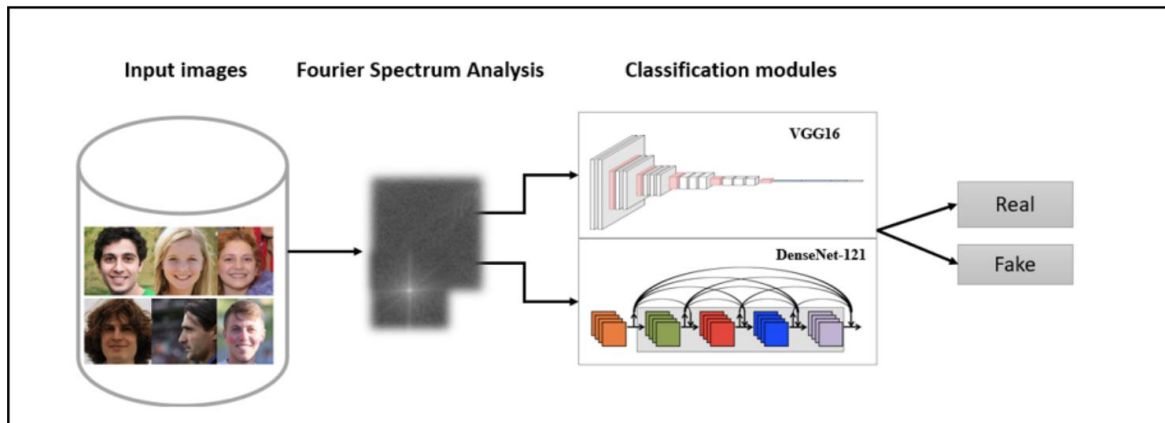 Input images
Fourier Spectrum Analysis
Classification modules
VGG16
DenseNet-121
Real
Fake